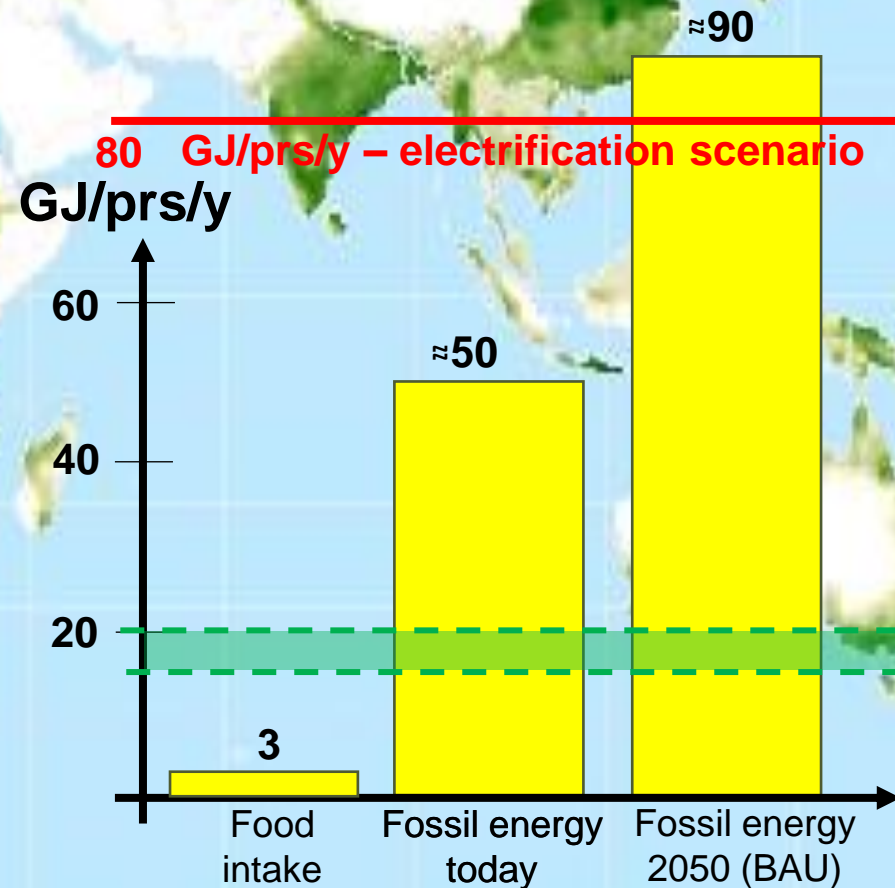 ≈90
80 GJ/prs/y – electrification scenario
GJ/prs/y
60
≈50
40
20
3
Food
intake
Fossil energy
today
Fossil energy
2050 (BAU)